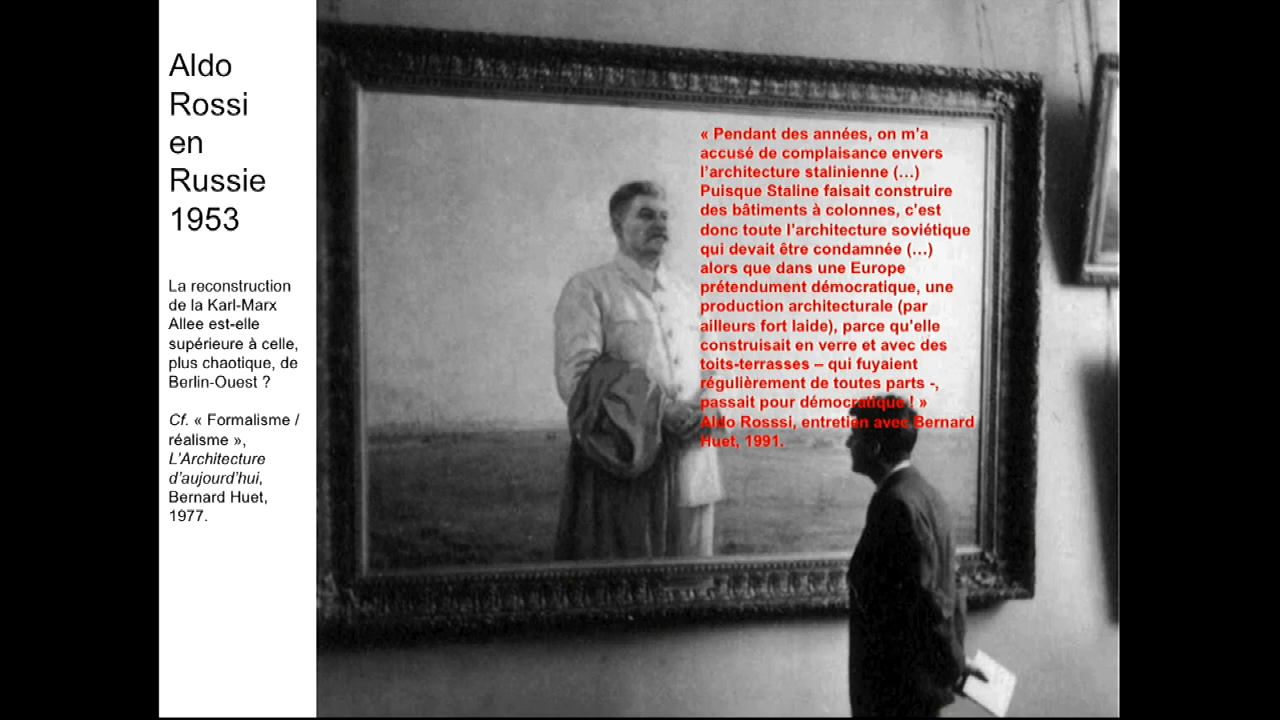 Aldo
Rossi
en
Russie
1953
La reconstruction
de la Karl-Marx
Allee est-elle
supérieure à celle,
plus chaotique, de
Berlin-Ouest ?
Cf. « Formalisme /
réalisme »,
L’Architecture
d’aujourd’hui,
Bernard Huet,
1977.
« Pendant des années, on m’a
accusé de complaisance envers
l’architecture stalinienne (…)
Puisque Staline faisait construire
des bâtiments à colonnes, c’est
donc toute l’architecture soviétique
qui devait être condamnée (…)
alors que dans une Europe
prétendument démocratique, une
production architecturale (par
ailleurs fort laide), parce qu’elle
construisait en verre et avec des
toits-terrasses – qui fuyaient
régulièrement de toutes parts -,
passait pour démocratique ! »
Aldo Rosssi, entretien avec Bernard
Huet, 1991.